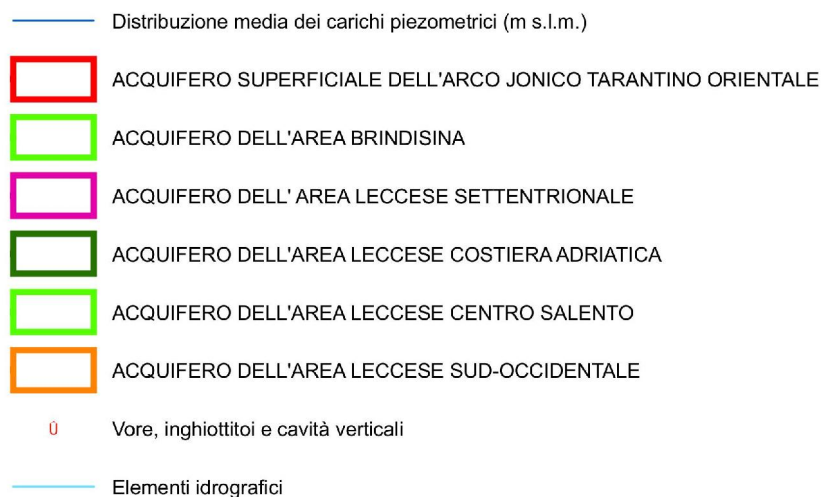 Distribuzione media dei carichi piezometrici (m s.l.m.)
ACQUIFERO SUPERFICIALE DELL'ARCO JONICO TARANTINO ORIENTALE
ACQUIFERO DELL'AREA BRINDISINA
ACQUIFERO DELL' AREA LECCESE SETTENTRIONALE
ACQUIFERO DELL'AREA LECCESE COSTIERA ADRIATICA
ACQUIFERO DELL'AREA LECCESE CENTRO SALENTO
ACQUIFERO DELL'AREA LECCESE SUD-OCCIDENTALE
Û Vore, inghiottitoi e cavità verticali
Elementi idrografici